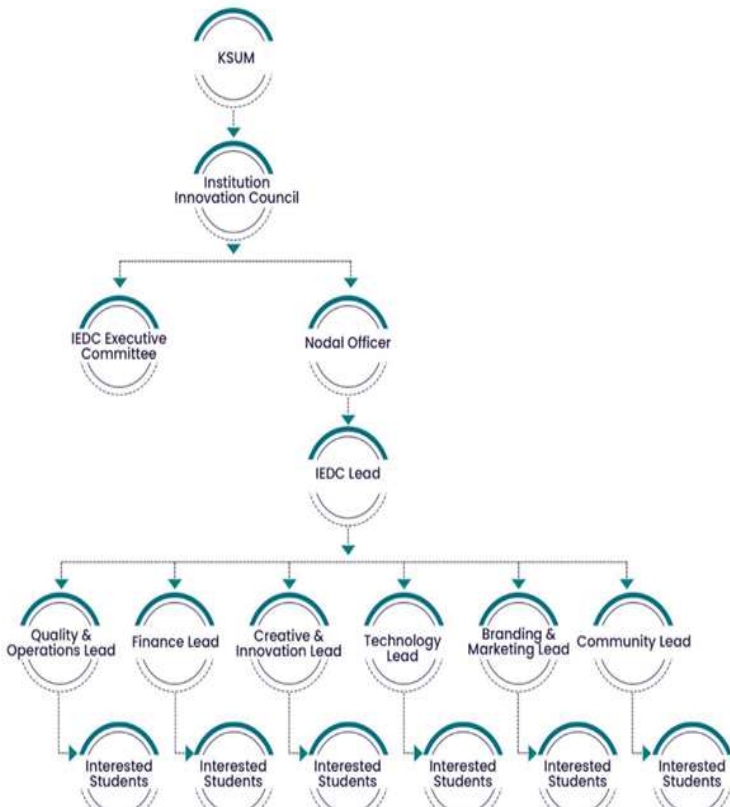 KSUM
Institution
Innovation Council
IEDC Executive
Committee
Nodal Officer
IEDC Lead
Quality &
Operations Lead
Finance Lead
Creative &
Innovation Lead
Technology
Lead
Branding &
Marketing Lead
Community Lead
Interested
Students
Interested
Students
Interested
Students
Interested
Students
Interested
Students
Interested
Students